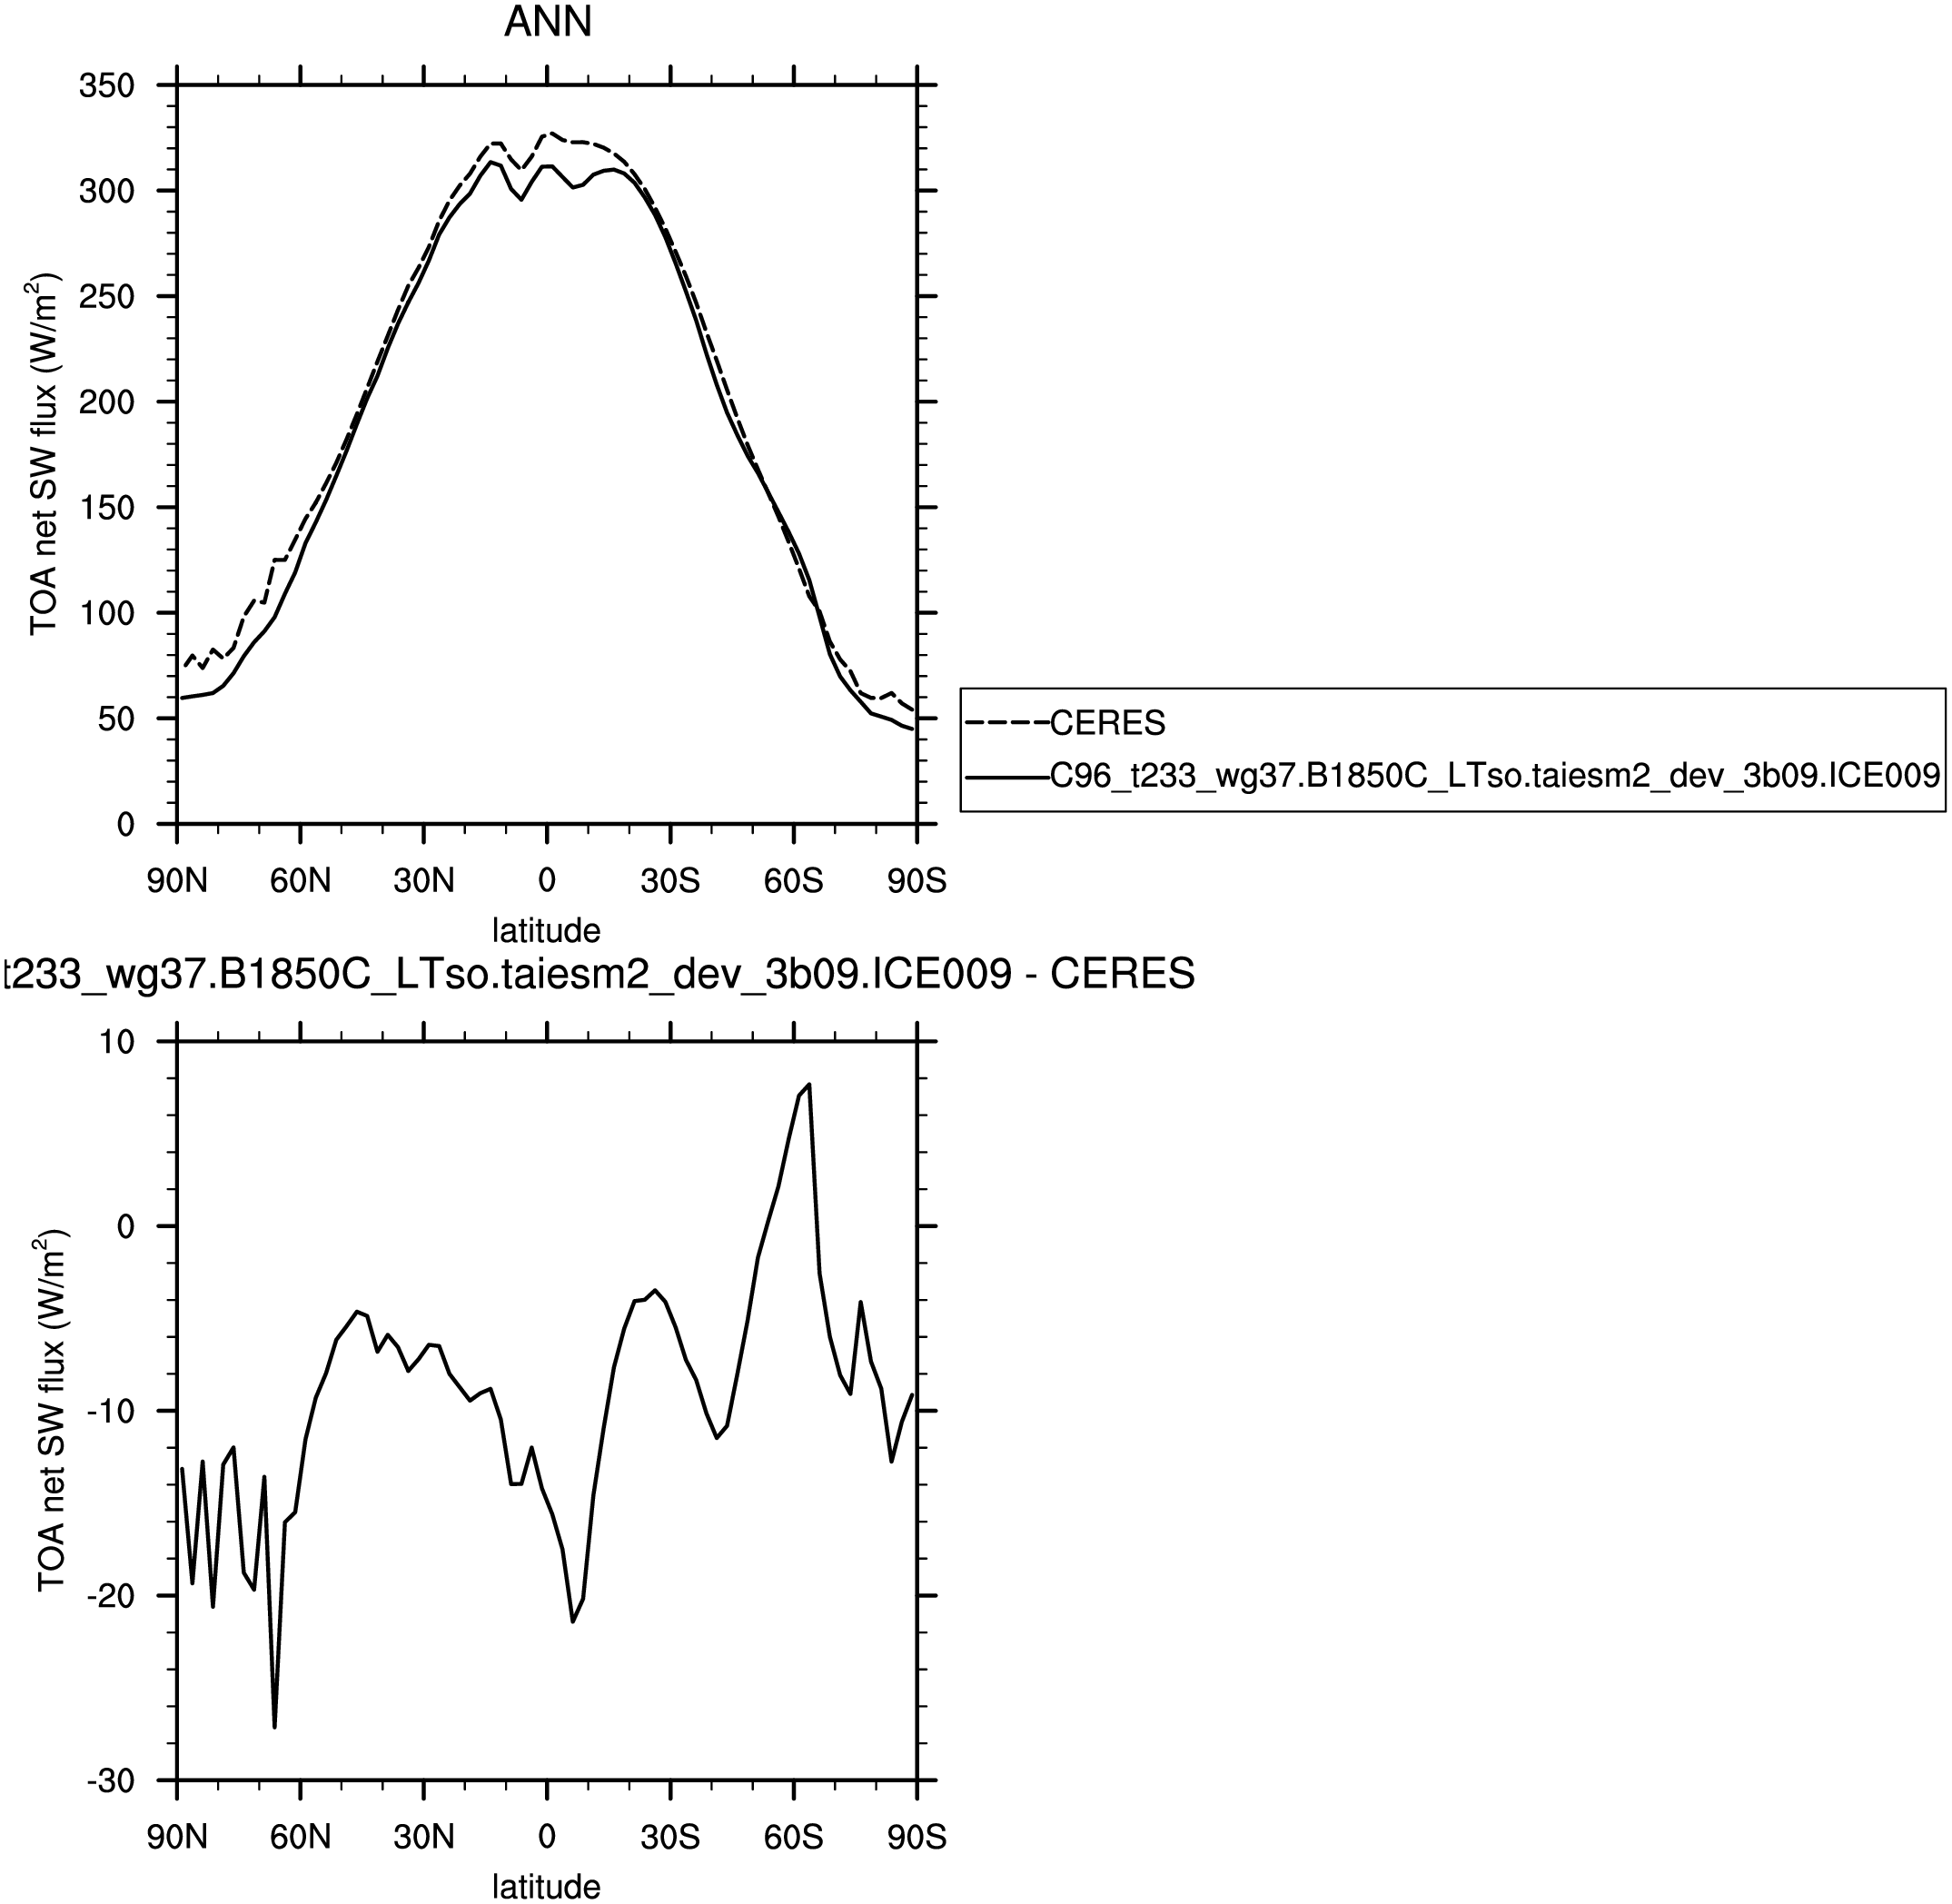 ANN
350
300
250
200
150
100
50
0
TOA net SW flux (W/m²)
90N 60N 30N 0 30S 60S 90S
latitude
CERES
C96_t233_wg37.B1850C_LTso.taiesm2_dev_3b09.ICE009
t233_wg37.B1850C_LTso.taiesm2_dev_3b09.ICE009 - CERES
10
0
-10
-20
-30
TOA net SW flux (W/m²)
90N 60N 30N 0 30S 60S 90S
latitude